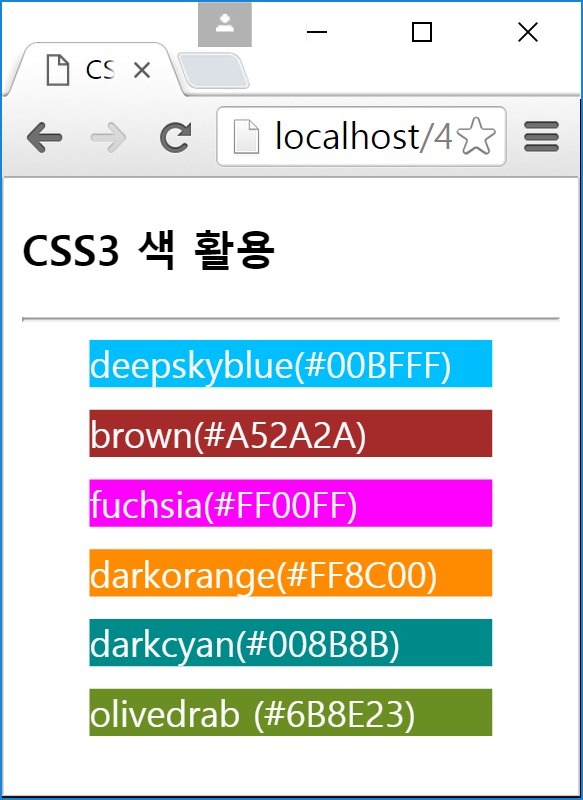 CS
localhost/4
CSS3 색 활용
deepskyblue(#00BFFF)
brown(#A52A2A)
fuchsia(#FF00FF)
darkorange(#FF8C00)
darkcyan(#008B8B)
olivedrab (#6B8E23)